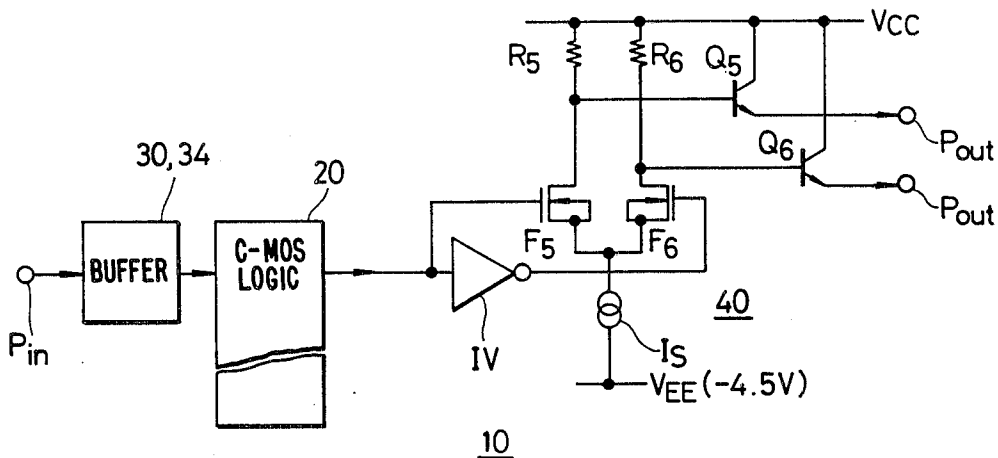 VCC
R5
R6
Q5
Pout
Q6
Pout
30,34
20
BUFFER
C-MOS
LOGIC
F5
F6
Pin
IV
40
IS
VEE (-4.5V)
10